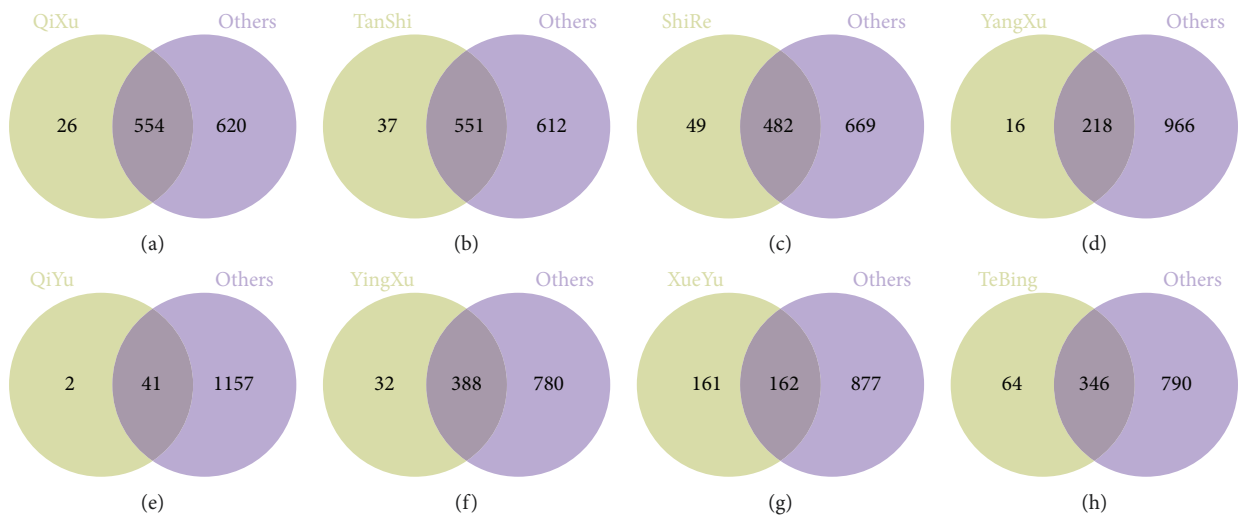 QiXu Others TanShi Others ShiRe Others YangXu Others
26 554 620 37 551 612 49 482 669 16 218 966
(a) (b) (c) (d)
QiYu Others YingXu Others XueYu Others TeBing Others
2 41 1157 32 388 780 161 162 877 64 346 790
(e) (f) (g) (h)